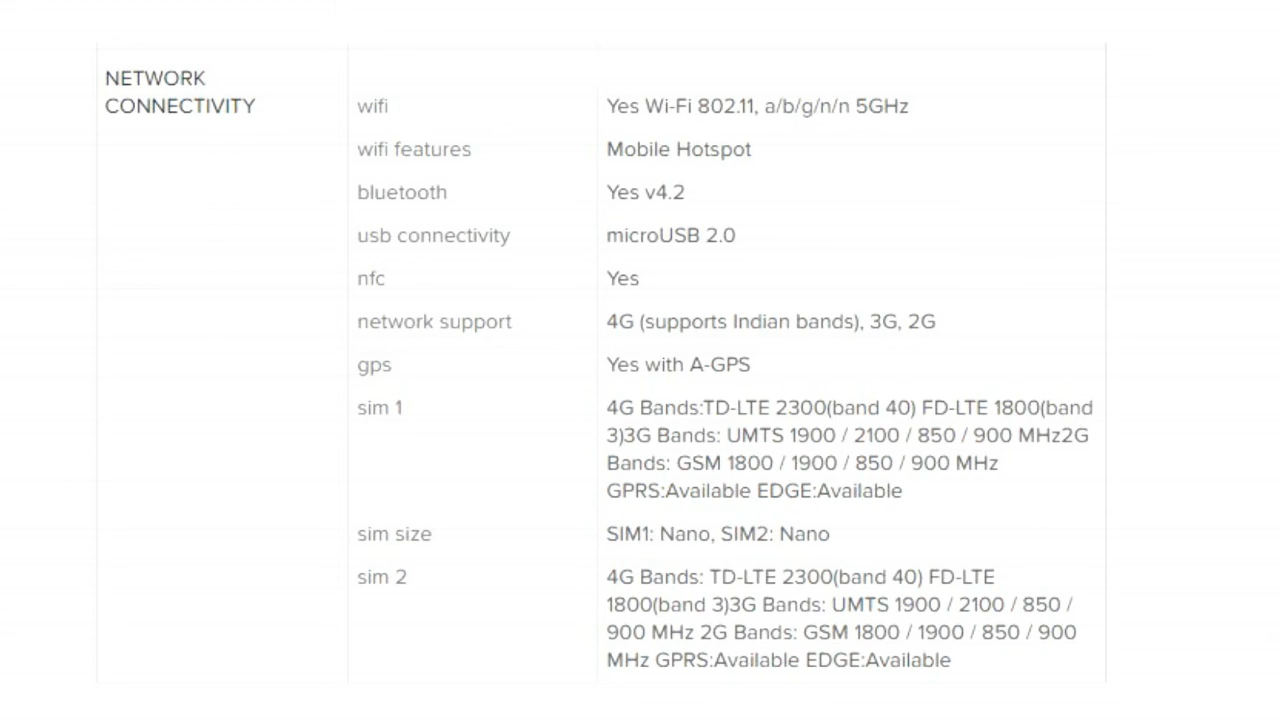 NETWORK
CONNECTIVITY
wifi
Yes Wi-Fi 802.11, a/b/g/n/n 5GHz
wifi features
Mobile Hotspot
bluetooth
Yes v4.2
usb connectivity
microUSB 2.0
nfc
Yes
network support
4G (supports Indian bands), 3G, 2G
gps
Yes with A-GPS
sim 1
4G Bands:TD-LTE 2300(band 40) FD-LTE 1800(band
3)3G Bands: UMTS 1900 / 2100 / 850 / 900 MHz2G
Bands: GSM 1800 / 1900 / 850 / 900 MHz
GPRS:Available EDGE:Available
sim size
SIM1: Nano, SIM2: Nano
sim 2
4G Bands: TD-LTE 2300(band 40) FD-LTE
1800(band 3)3G Bands: UMTS 1900 / 2100 / 850 /
900 MHz 2G Bands: GSM 1800 / 1900 / 850 / 900
MHz GPRS:Available EDGE:Available